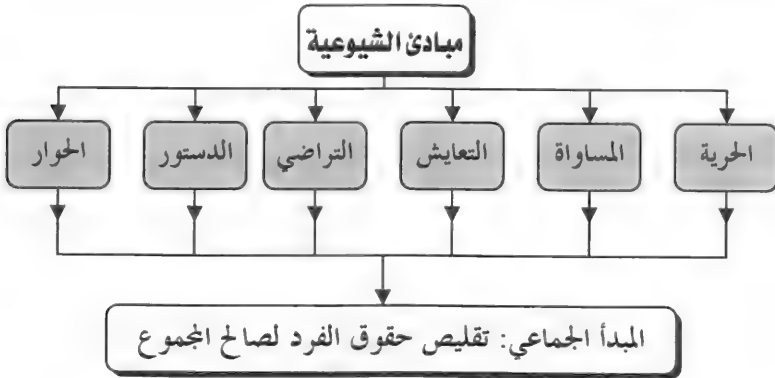 مبادئ الشيوعية
الحرية
المساواة
التعايش
التراضي
الدستور
الحوار
المبدأ الجماعي: تقليص حقوق الفرد لصالح المجموع